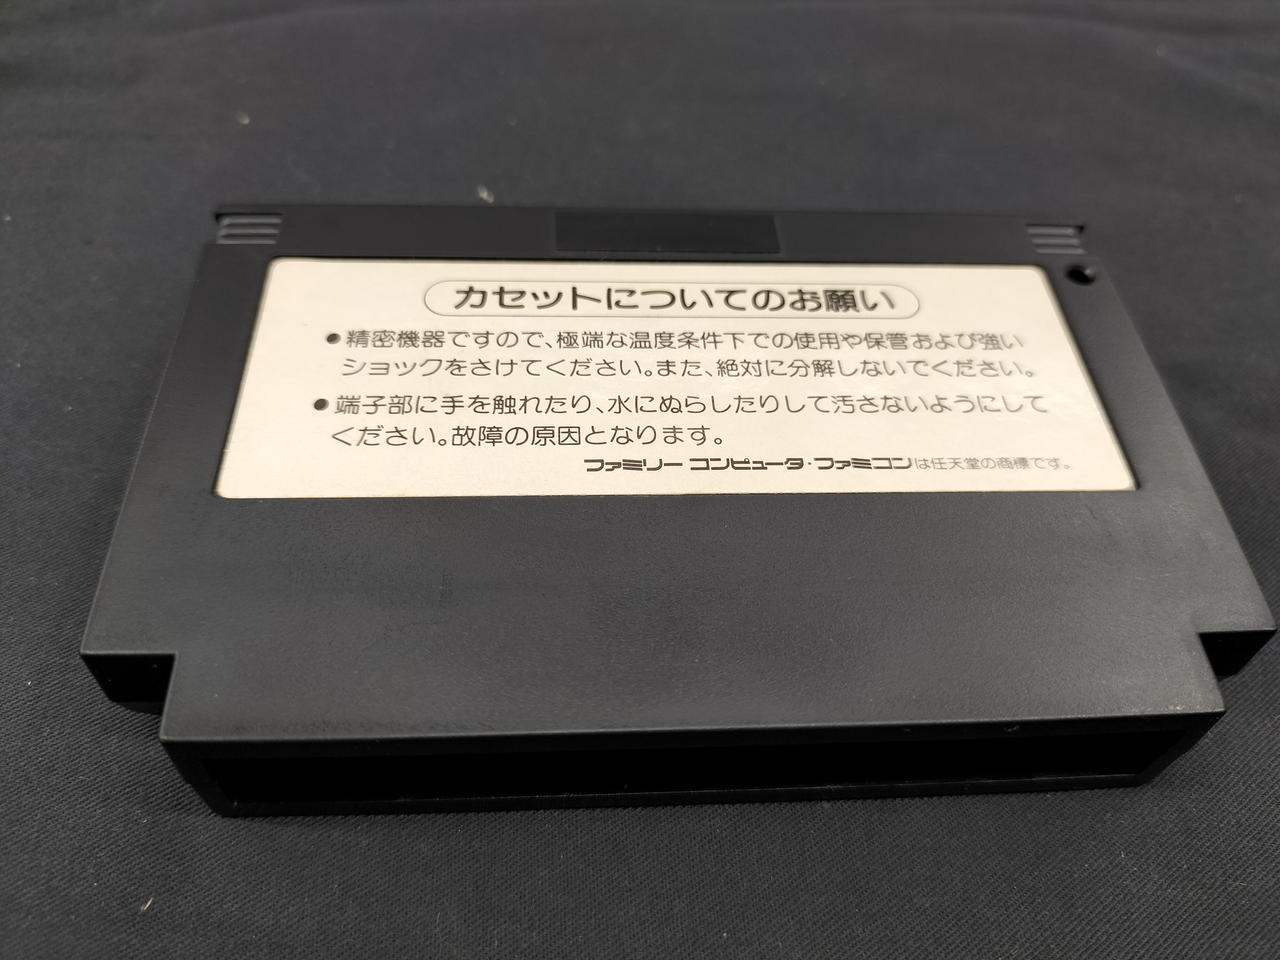 カセットについてのお願い
●精密機器ですので、極端な温度条件下での使用や保管および強い
ショックをさけてください。また、絶対に分解しないでください。
●端子部に手を触れたり、水にぬらしたりして汚さないようにして
ください。故障の原因となります。
ファミリー コンピュータ・ファミコンは任天堂の商標です。